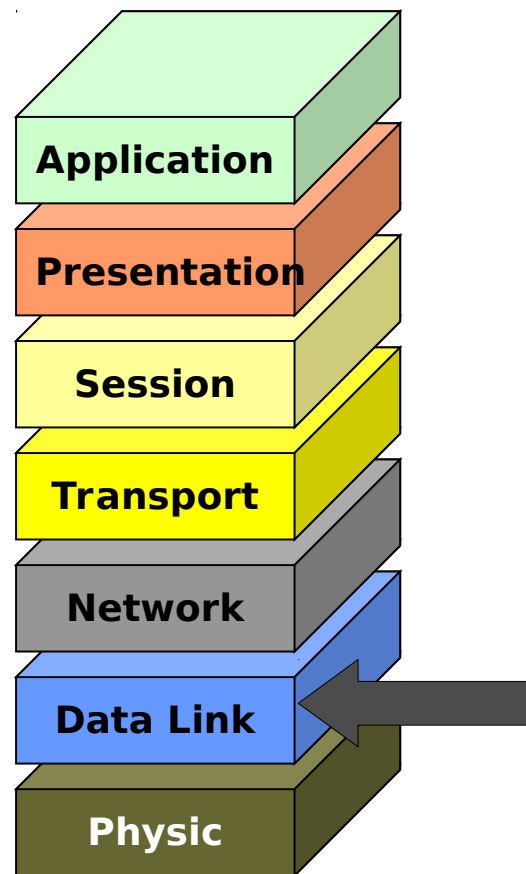 Application
Presentation
Session
Transport
Network
Data Link
Physic